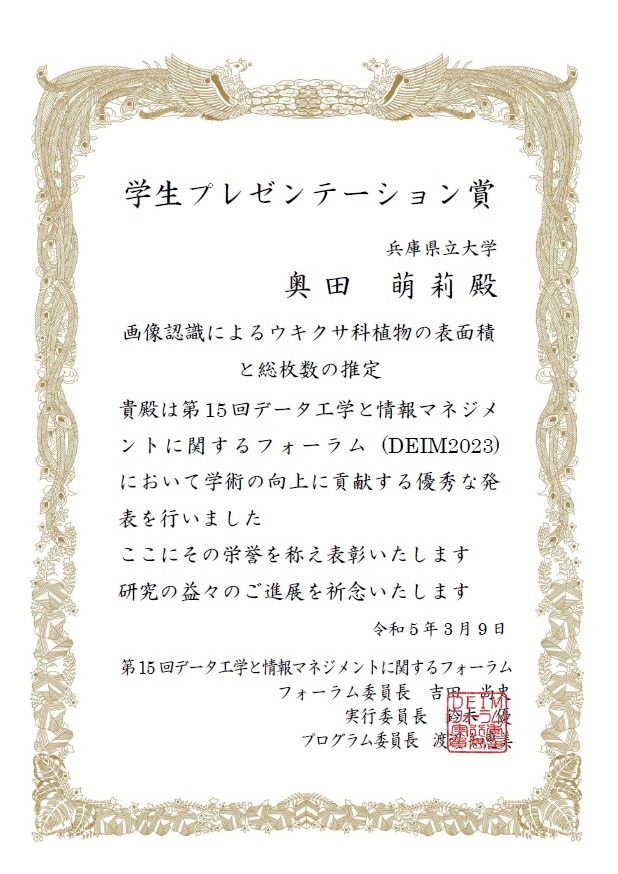 学生プレゼンテーション賞
兵庫県立大学
奥田 萌莉 殿
画像認識によるウキクサ科植物の表面積
と総枚数の推定
貴殿は第15回データ工学と情報マネジメ
ントに関するフォーラム (DEIM2023)
において学術の向上に貢献する優秀な発
表を行いました
ここにその栄誉を称え表彰いたします
研究の益々のご進展を祈念いたします
令和5年3月9日
第15回データ工学と情報マネジメントに関するフォーラム
フォーラム委員長 吉田 尚史
実行委員長 優
プログラム委員長 渡辺 美
DEIM
フォーラム